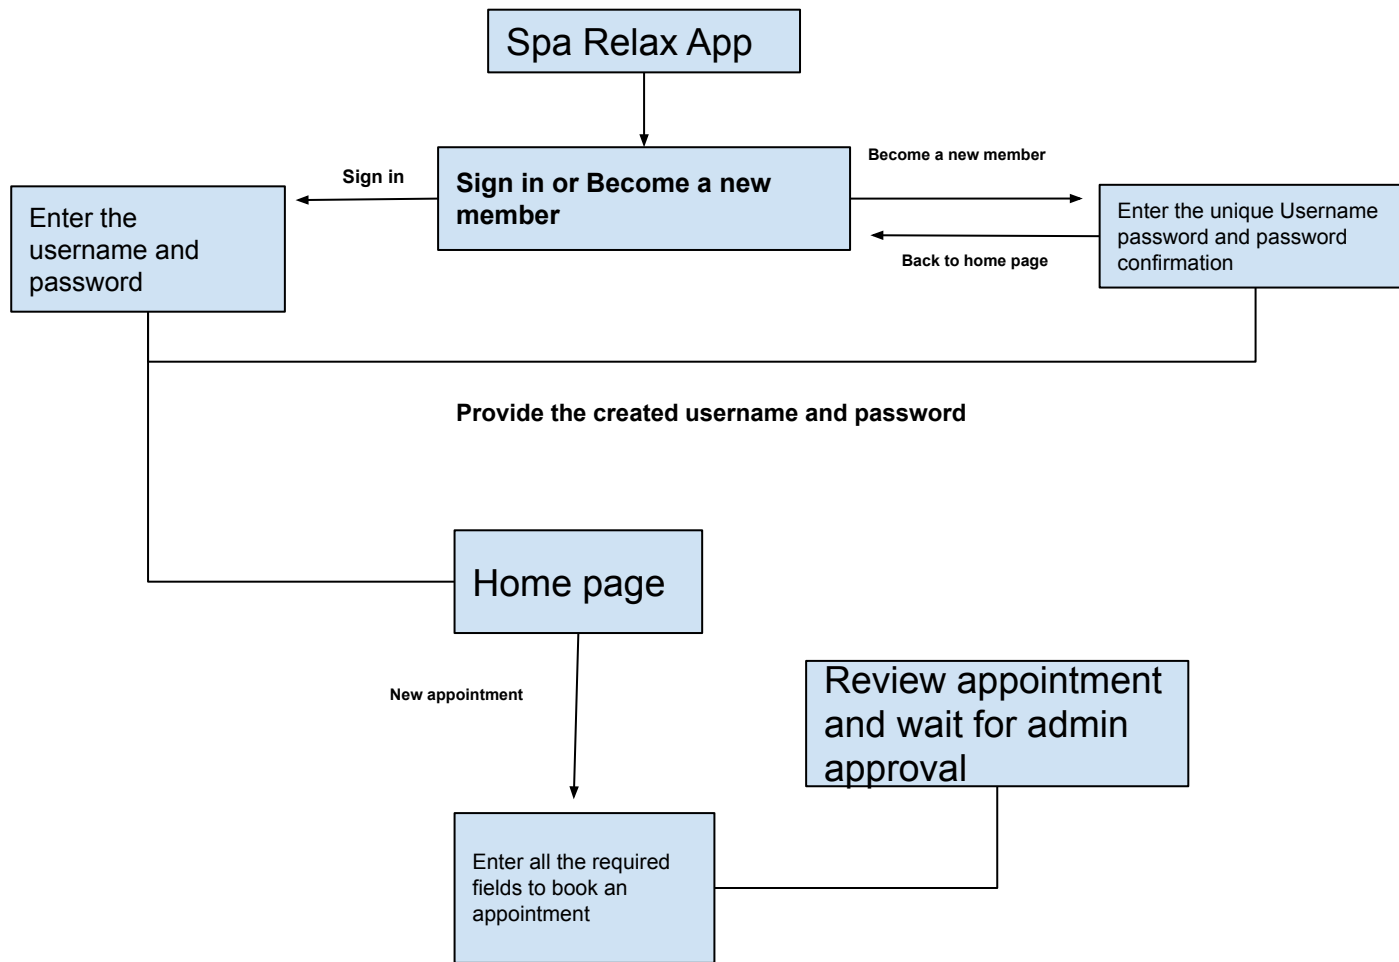 Spa Relax App
Become a new member
Sign in
Sign in or Become a new
member
Enter the
username and
password
Enter the unique Username
password and password
confirmation
Back to home page
Provide the created username and password
Home page
New appointment
Review appointment
and wait for admin
approval
Enter all the required
fields to book an
appointment